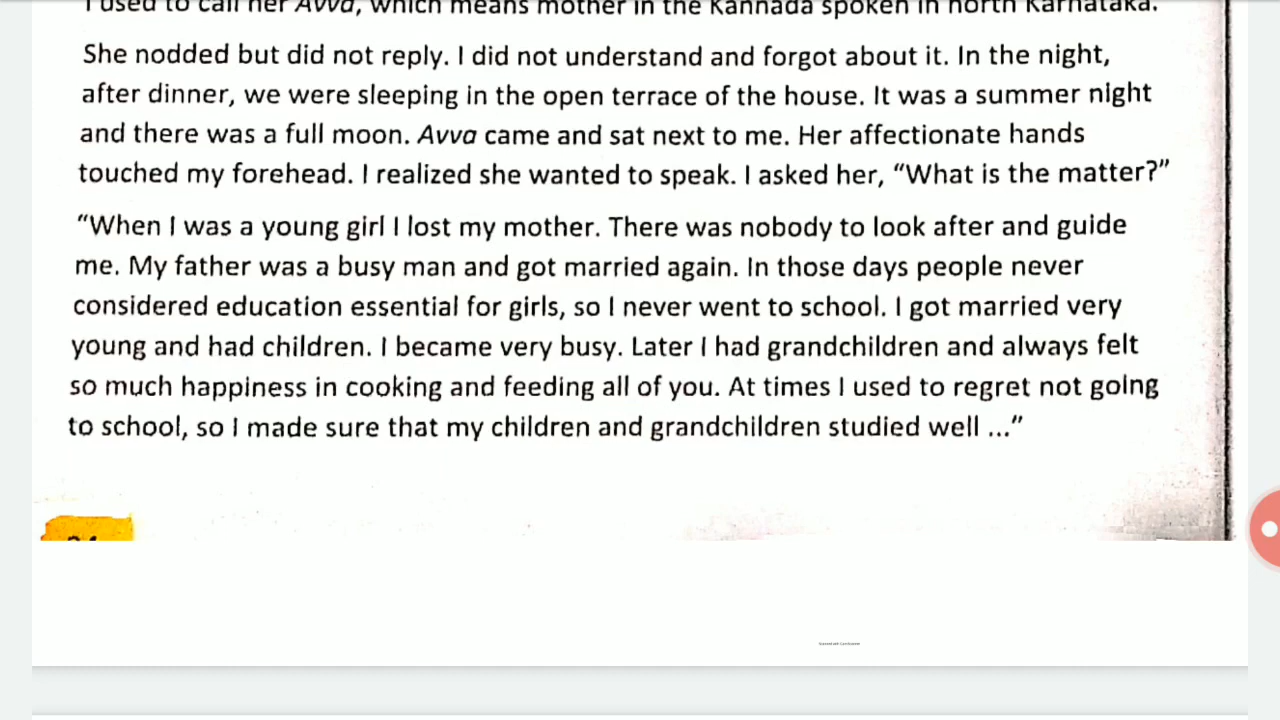 I used to call her Avva, which means mother in the Kannada spoken in north Karnataka.
She nodded but did not reply. I did not understand and forgot about it. In the night,
after dinner, we were sleeping in the open terrace of the house. It was a summer night
and there was a full moon. Avva came and sat next to me. Her affectionate hands
touched my forehead. I realized she wanted to speak. I asked her, “What is the matter?”
“When I was a young girl I lost my mother. There was nobody to look after and guide
me. My father was a busy man and got married again. In those days people never
considered education essential for girls, so I never went to school. I got married very
young and had children. I became very busy. Later I had grandchildren and always felt
so much happiness in cooking and feeding all of you. At times I used to regret not going
to school, so I made sure that my children and grandchildren studied well ...”